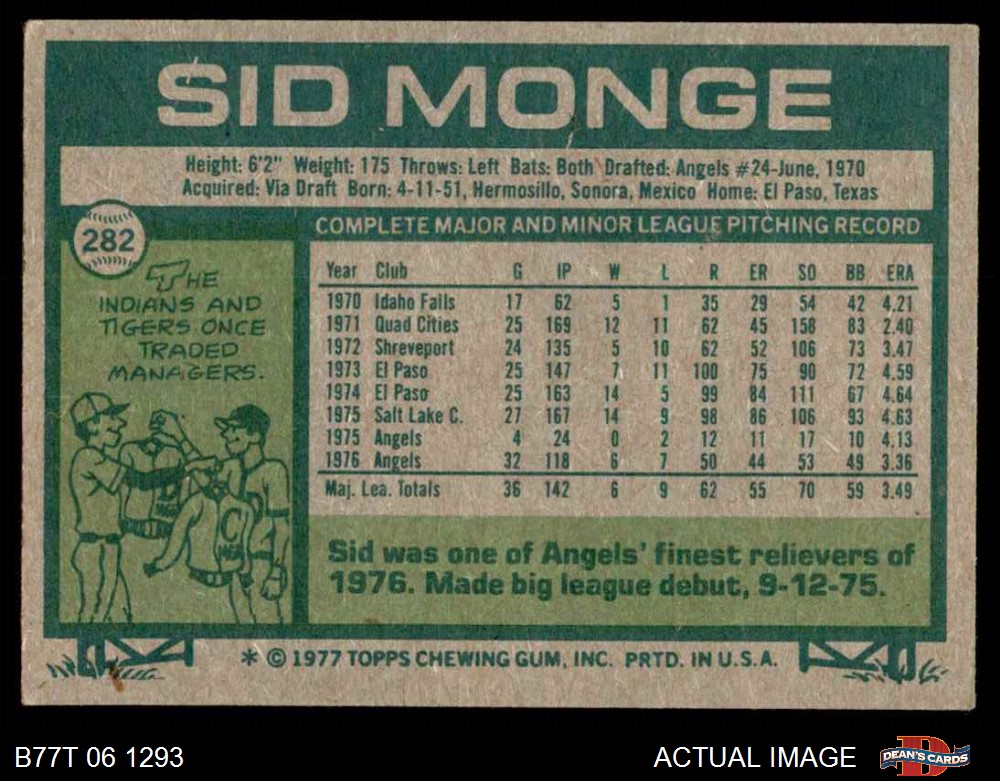 SID MONGE
Height: 6'2" Weight: 175 Throws: Left Bats: Both Drafted: Angels #24-June, 1970
Acquired: Via Draft Born: 4-11-51, Hermosillo, Sonora, Mexico Home: El Paso, Texas
282
THE
INDIANS AND
TIGERS ONCE
TRADED
MANAGERS.
C
COMPLETE MAJOR AND MINOR LEAGUE PITCHING RECORD
Year Club G IP W L R ER SO BB ERA
1970 Idaho Falls 17 62 5 1 35 29 54 42 4.21
1971 Quad Cities 25 169 12 11 62 45 158 83 2.40
1972 Shreveport 24 135 5 10 62 52 106 73 3.47
1973 El Paso 25 147 7 11 100 75 90 72 4.59
1974 El Paso 25 163 14 5 99 84 111 67 4.64
1975 Salt Lake C. 27 167 14 9 98 86 106 93 4.63
1975 Angels 4 24 0 2 12 11 17 10 4.13
1976 Angels 32 118 6 7 50 44 53 49 3.36
Maj. Lea. Totals 36 142 6 9 62 55 70 59 3.49
Sid was one of Angels' finest relievers of
1976. Made big league debut, 9-12-75.
* © 1977 TOPPS CHEWING GUM, INC. PRTD. IN U.S.A.
B77T 06 1293
ACTUAL IMAGE
DEAN'S CARDS